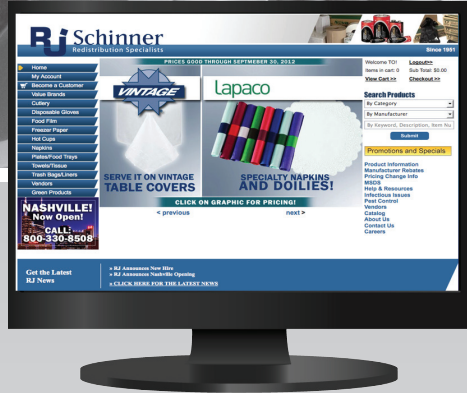 RJ Schinner
Redistribution Specialists
Since 1951
Home
My Account
Become a Customer
Value Brands
Cutlery
Disposable Gloves
Food Film
Freezer Paper
Hot Cups
Napkins
Plates/Food Trays
Towels/Tissue
Trash Bags/Liners
Vendors
Green Products
NASHVILLE!
Now Open!
CALL:
800-330-8508
PRICES GOOD THROUGH SEPTMEBER 30, 2012
VINTAGE
SERVE IT ON VINTAGE
TABLE COVERS
Lapaco
SPECIALTY NAPKINS
AND DOILIES!
CLICK ON GRAPHIC FOR PRICING!
< previous
next >
Welcome TO! Logout>>
Items in cart: 0 Sub Total: $0.00
View Cart >> Checkout >>
Search Products
By Category
By Manufacturer
By Keyword, Description, Item Nu
Submit
Promotions and Specials
Product Information
Manufacturer Rebates
Pricing Change Info
MSDS
Help & Resources
Infectious Issues
Pest Control
Vendors
Catalog
About Us
Contact Us
Careers
Get the Latest
RJ News
» RJ Announces New Hire
» RJ Announces Nashville Opening
» CLICK HERE FOR THE LATEST NEWS